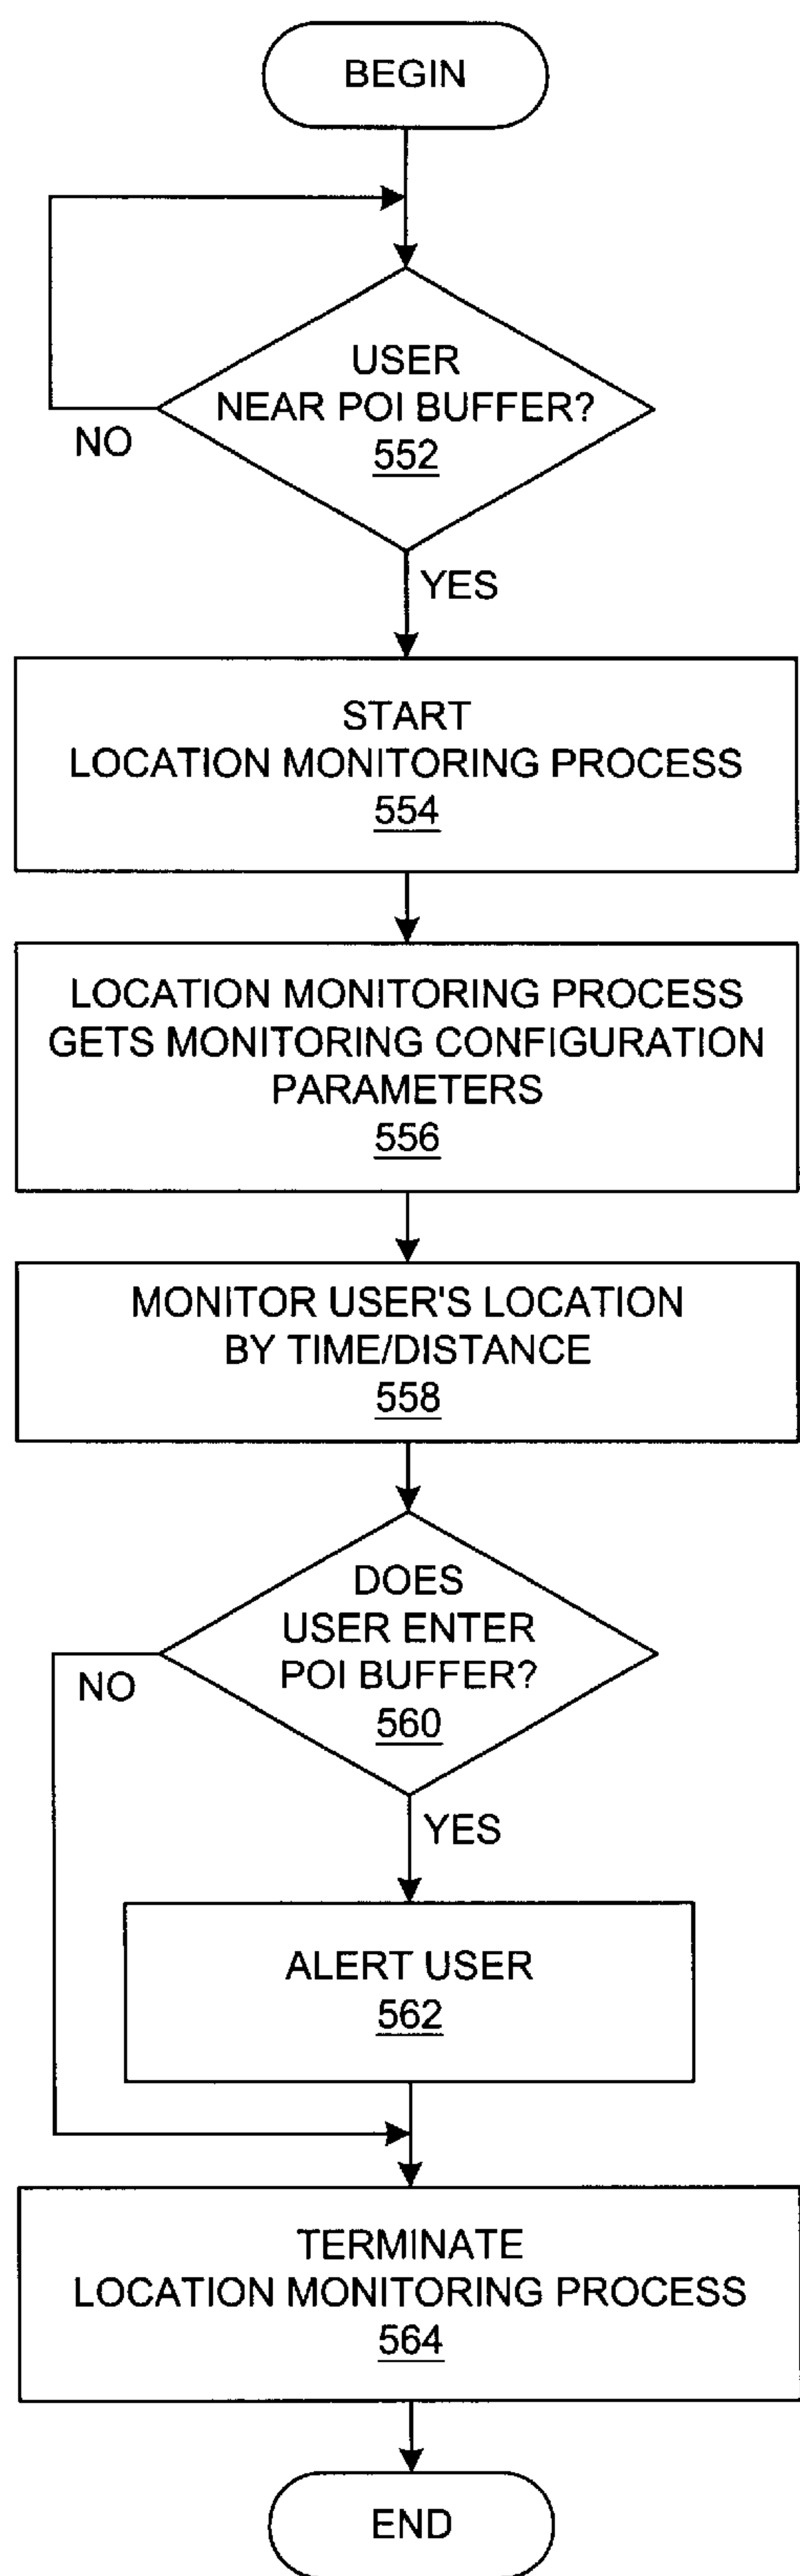 BEGIN
USER
NEAR POI BUFFER?
552
NO
YES
START
LOCATION MONITORING PROCESS
554
LOCATION MONITORING PROCESS
GETS MONITORING CONFIGURATION
PARAMETERS
556
MONITOR USER'S LOCATION
BY TIME/DISTANCE
558
DOES
USER ENTER
POI BUFFER?
560
NO
YES
ALERT USER
562
TERMINATE
LOCATION MONITORING PROCESS
564
END